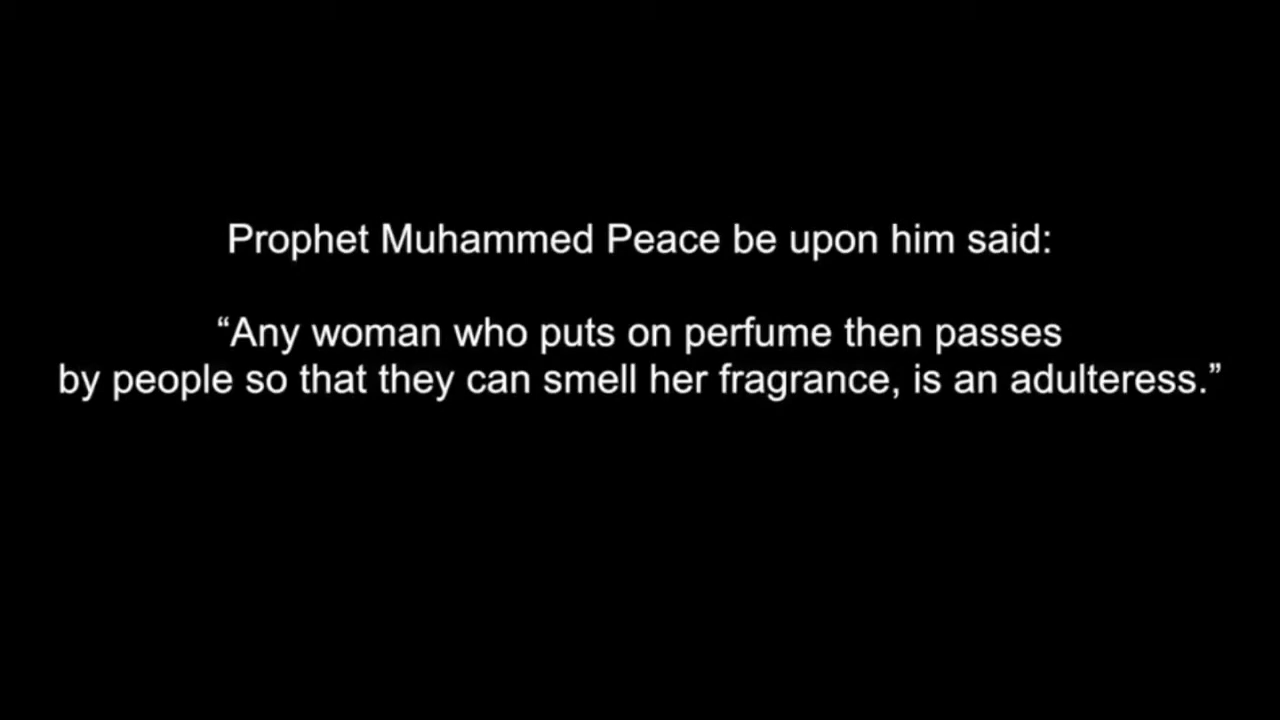 Prophet Muhammed Peace be upon him said:
“Any woman who puts on perfume then passes
by people so that they can smell her fragrance, is an adulteress.”